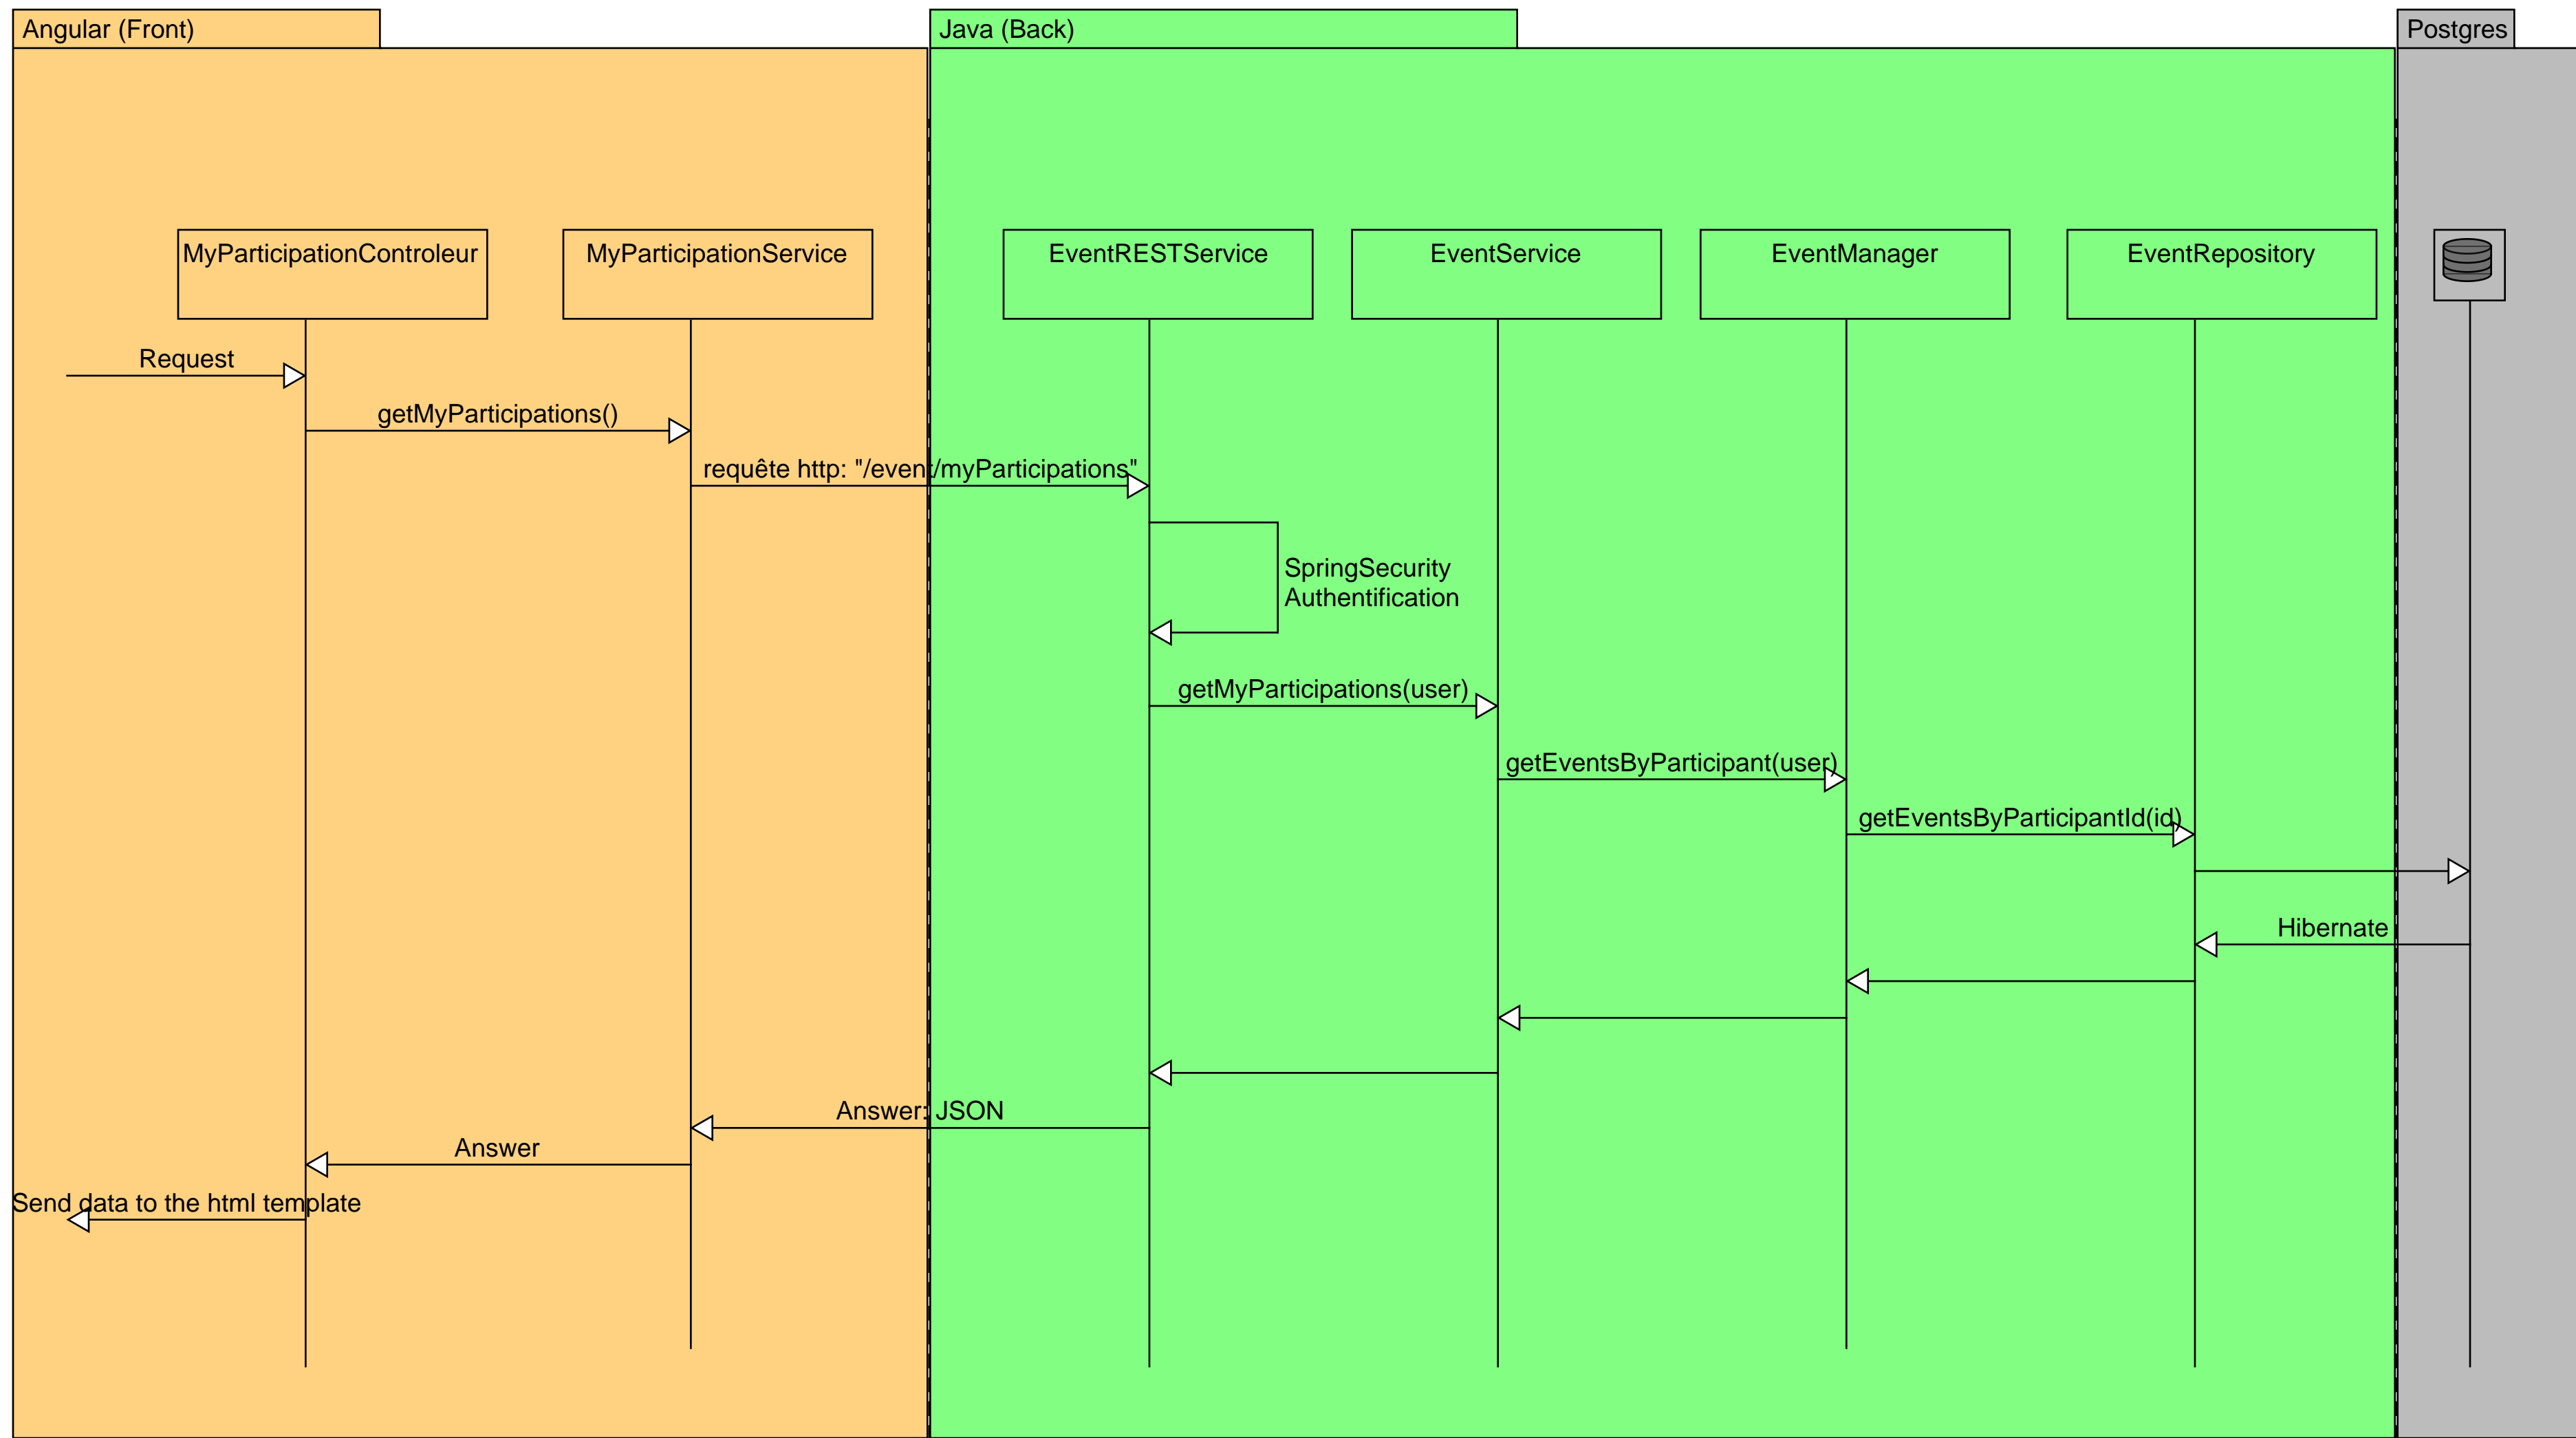 Angular (Front)
Java (Back)
Postgres
MyParticipationControleur
MyParticipationService
EventRESTService
EventService
EventManager
EventRepository
Request
getMyParticipations()
requête http: "/event/myParticipations"
SpringSecurity
Authentification
getMyParticipations(user)
getEventsByParticipant(user)
getEventsByParticipantId(id)
Hibernate
Answer: JSON
Answer
Send data to the html template